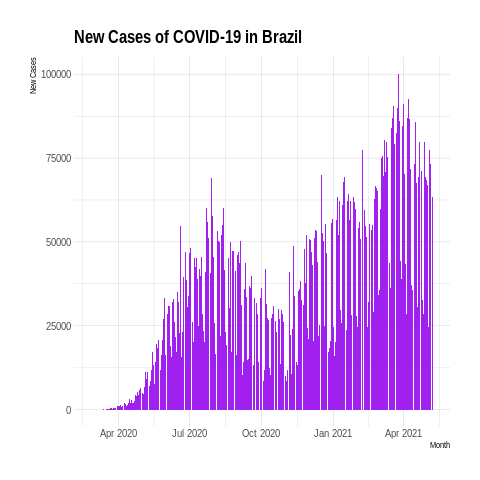 New Cases of COVID-19 in Brazil
New Cases
100000
75000
50000
25000
0
Apr 2020 Jul 2020 Oct 2020 Jan 2021 Apr 2021
Month